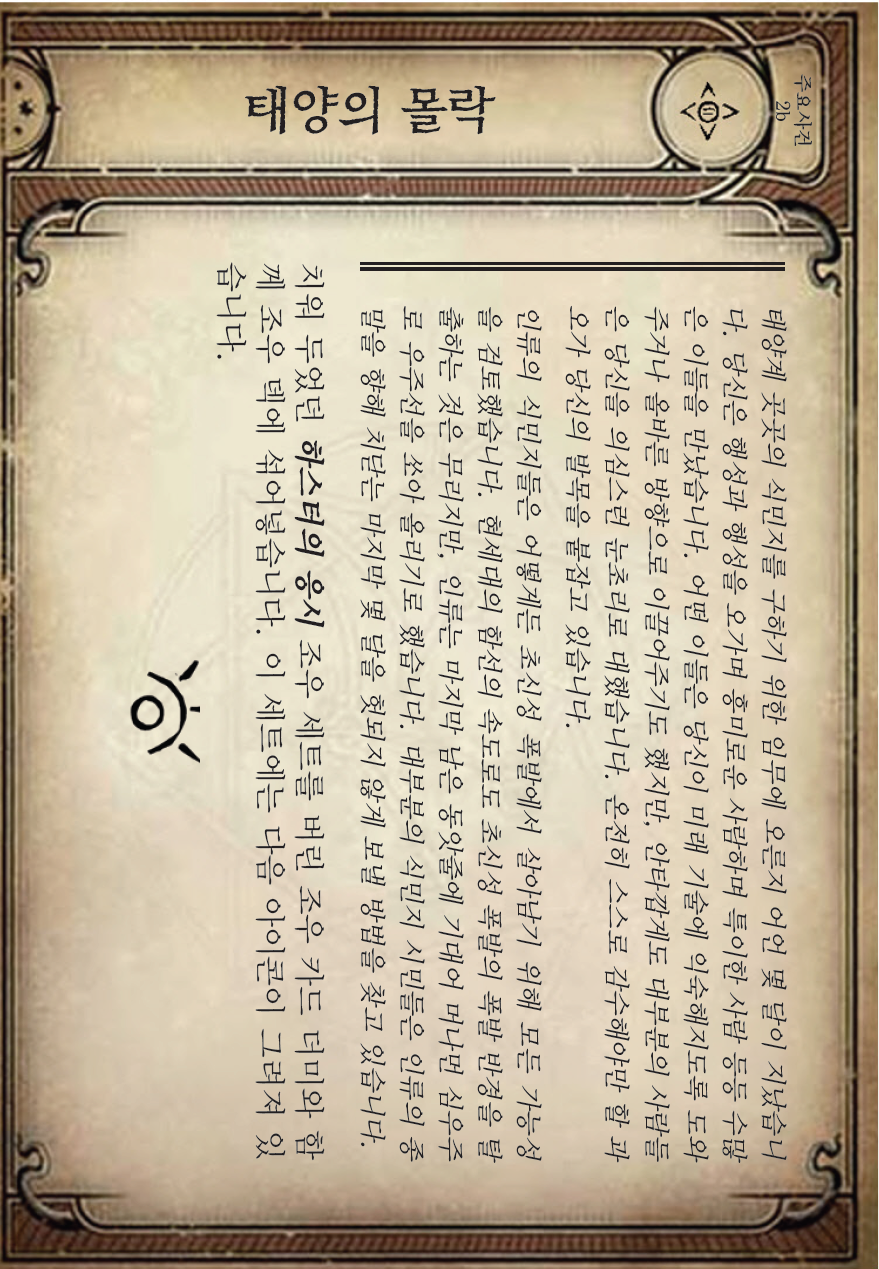 주요사건
2b
태양의 몰락
태양계 곳곳의 식민지를 구하기 위한 임무에 오른지 어언 몇 달이 지났습니
다. 당신은 행성과 행성을 오가며 흥미로운 사람하며 특이한 사람 등등 수많
은 이들을 만났습니다. 어떤 이들은 당신이 미래 기술에 익숙해지도록 도와
주거나 올바른 방향으로 이끌어주기도 했지만, 안타깝게도 대부분의 사람들
은 당신을 의심스런 눈초리로 대했습니다. 온전히 스스로 감수해야만 할 과
오가 당신의 발목을 붙잡고 있습니다.
인류의 식민지들은 어떻게든 초신성 폭발에서 살아남기 위해 모든 가능성
을 검토했습니다. 현세대의 함선의 속도로도 초신성 폭발의 폭발 반경을 탈
출하는 것은 무리지만, 인류는 마지막 남은 동앗줄에 기대어 머나먼 심우주
로 우주선을 쏘아 올리기로 했습니다. 대부분의 식민지 시민들은 인류의 종
말을 향해 치닫는 마지막 몇 달을 헛되지 않게 보낼 방법을 찾고 있습니다.
치워 두었던 하스터의 응시 조우 세트를 버린 조우 카드 더미와 함
께 조우 덱에 섞어넣습니다. 이 세트에는 다음 아이콘이 그려져 있
습니다.